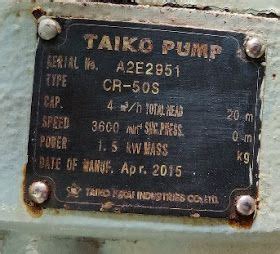 TAIKO PUMP
SERIAL No. A2E2951
TYPE CR-50S
CAP. 4 m³/h TOTAL HEAD 20 m
SPEED 3600 min⁻¹ SUC. PRESS. 0 m
POWER 1.5 kW MASS kg
DATE OF MANUF. Apr. 2015
TAIKO KIKAI INDUSTRIES CO., LTD.